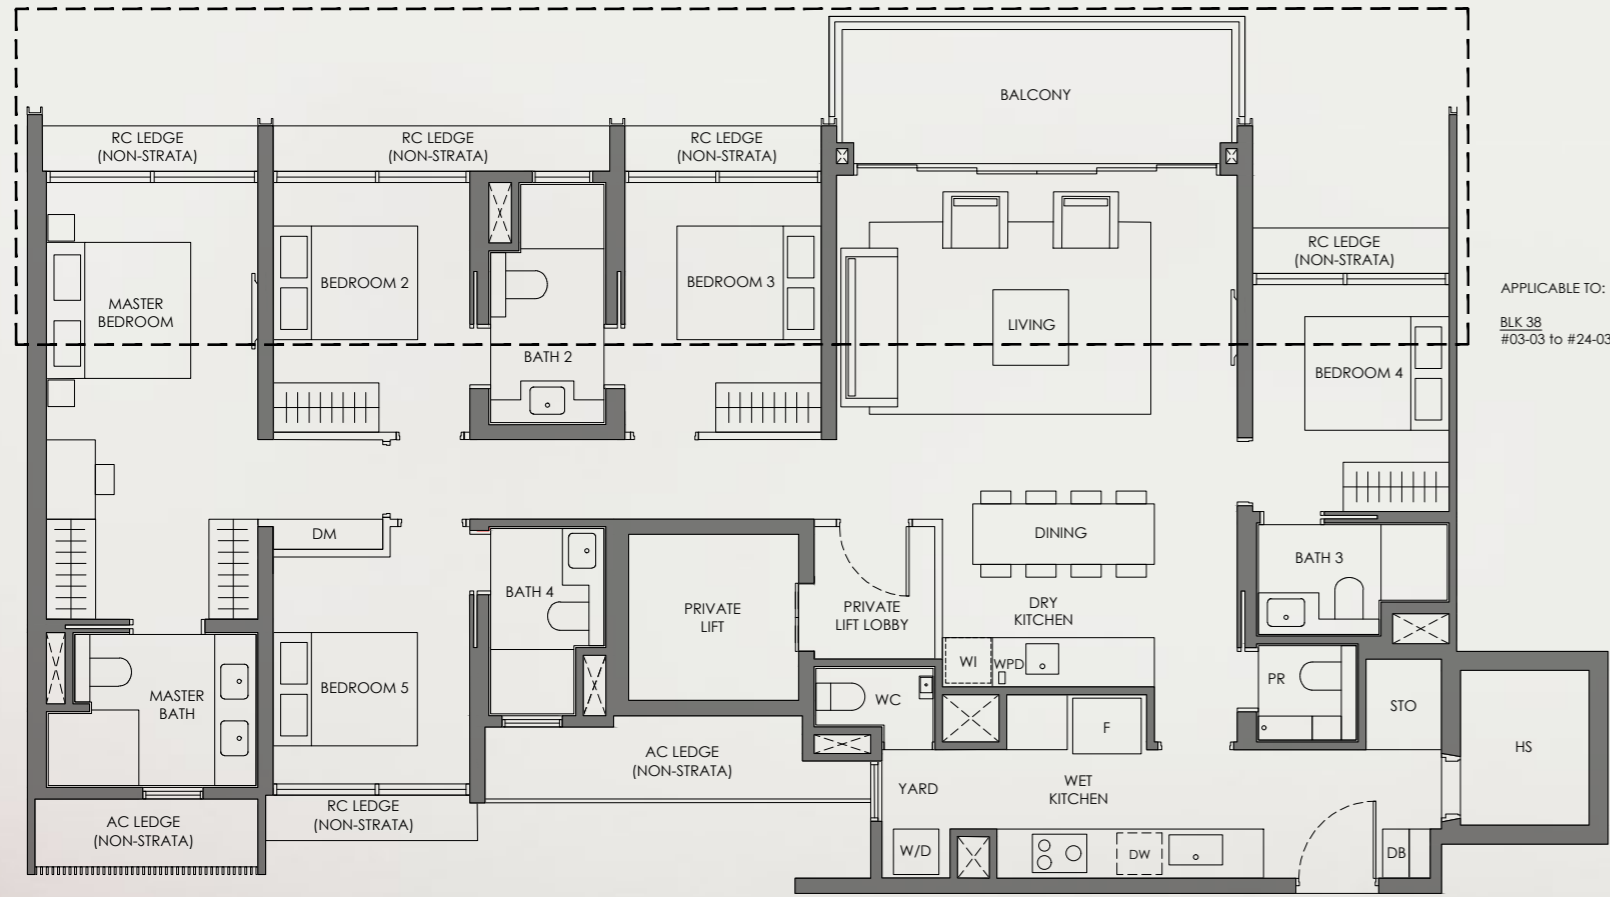 BALCONY
RC LEDGE
(NON-STRATA)
RC LEDGE
(NON-STRATA)
RC LEDGE
(NON-STRATA)
RC LEDGE
(NON-STRATA)
MASTER
BEDROOM
BEDROOM 2
BEDROOM 3
LIVING
BATH 2
BEDROOM 4
APPLICABLE TO:
BLK 38
#03-03 to #24-03
DM
DINING
BATH 4
BATH 3
PRIVATE
LIFT
PRIVATE
LIFT LOBBY
DRY
KITCHEN
WI
WPD
MASTER
BATH
BEDROOM 5
WC
PR
STO
F
HS
AC LEDGE
(NON-STRATA)
YARD
WET
KITCHEN
RC LEDGE
(NON-STRATA)
AC LEDGE
(NON-STRATA)
W/D
DW
DB